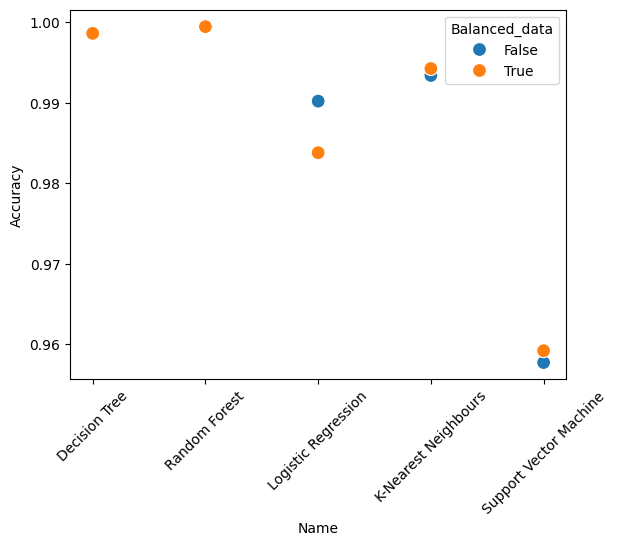 1.00
0.99
0.98
0.97
0.96
Accuracy
Balanced_data
False
True
Decision Tree
Random Forest
Logistic Regression
K-Nearest Neighbours
Support Vector Machine
Name